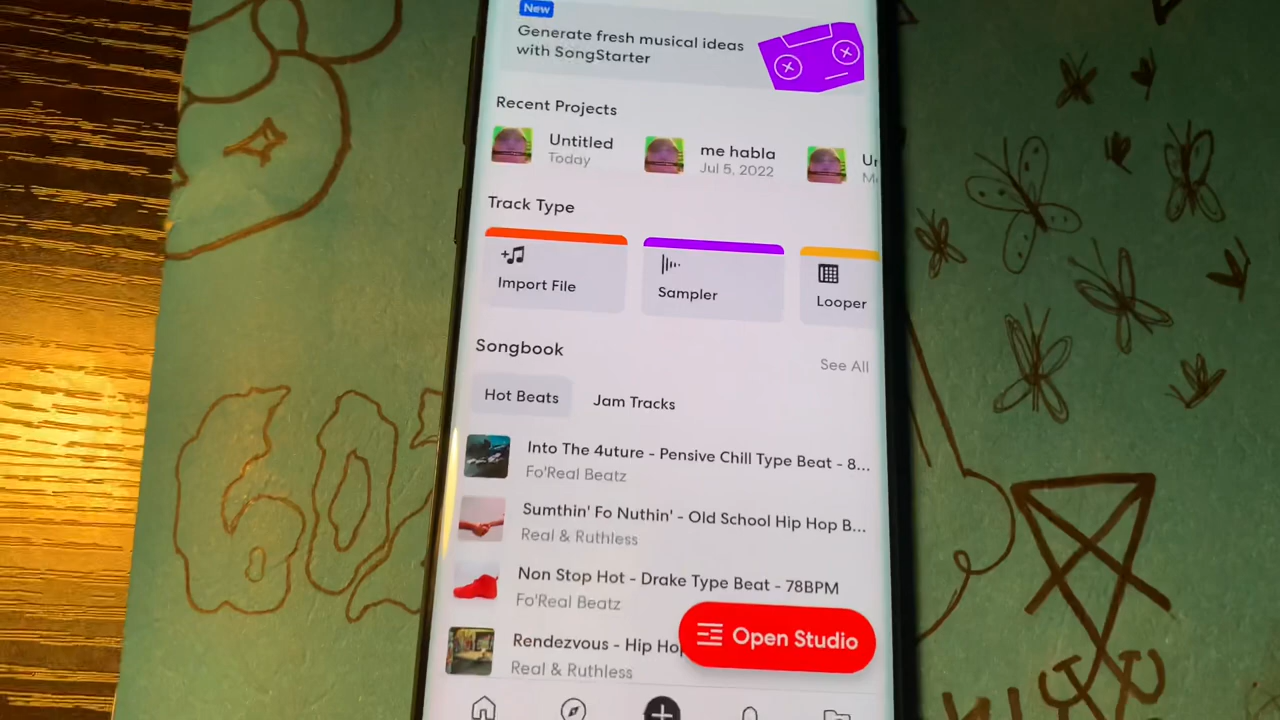 New
Generate fresh musical ideas
with SongStarter
Recent Projects
Untitled
Today
me habla
Jul 5, 2022
Track Type
Import File
Sampler
Looper
Songbook
See All
Hot Beats
Jam Tracks
Into The 4uture - Pensive Chill Type Beat - 8...
Fo'Real Beatz
Sumthin' Fo Nuthin' - Old School Hip Hop B...
Real & Ruthless
Non Stop Hot - Drake Type Beat - 78BPM
Fo'Real Beatz
Rendezvous - Hip Ho
Real & Ruthless
Open Studio